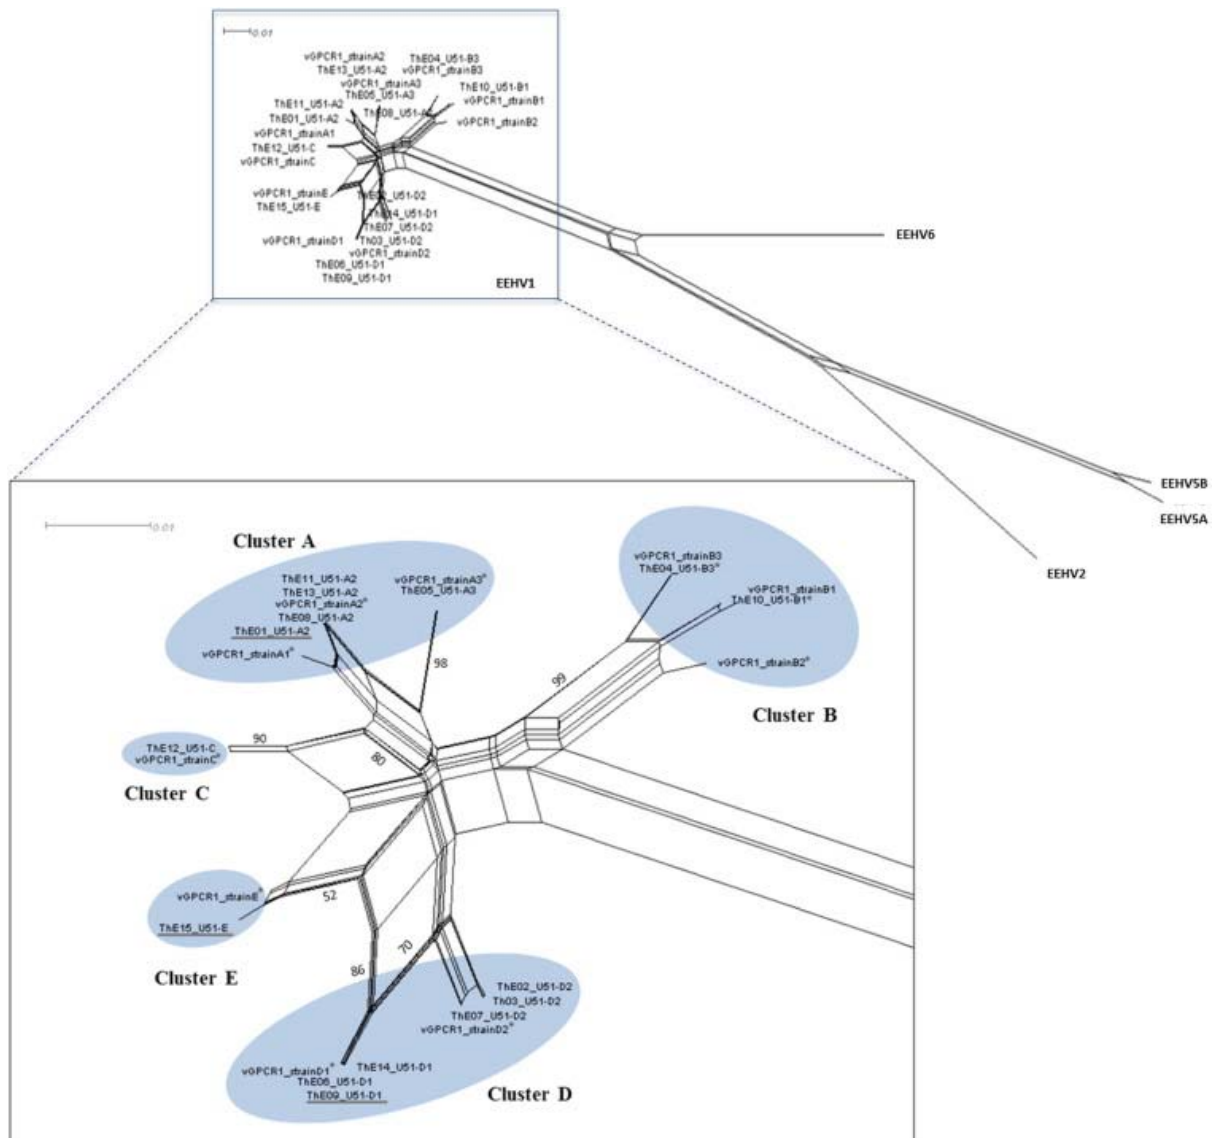 0.01
vGPCR1_strainA2
ThE13_U51-A2
ThE04_U51-B3
vGPCR1_strainB3
vGPCR1_strainA3
ThE05_U51-A3
ThE10_U51-B1
vGPCR1_strainB1
ThE11_U51-A2
ThE01_U51-A2
vGPCR1_strainB2
vGPCR1_strainA1
ThE12_U51-C
vGPCR1_strainC
vGPCR1_strainE
ThE15_U51-E
ThE07_U51-D2
vGPCR1_strainD1
Th03_U51-D2
vGPCR1_strainD2
ThE06_U51-D1
ThE09_U51-D1
EEHV1
EEHV6
EEHV5B
EEHV5A
EEHV2
0.01
Cluster A
ThE11_U51-A2
ThE13_U51-A2
vGPCR1_strainA2*
ThE08_U51-A2
ThE01_U51-A2
vGPCR1_strainA1*
vGPCR1_strainA3*
ThE05_U51-A3
98
vGPCR1_strainB3
ThE04_U51-B3*
vGPCR1_strainB1
ThE10_U51-B1*
vGPCR1_strainB2*
99
Cluster B
90
ThE12_U51-C
vGPCR1_strainC*
80
Cluster C
vGPCR1_strainE*
52
ThE15_U51-E
Cluster E
70
86
ThE02_U51-D2
Th03_U51-D2
ThE07_U51-D2
vGPCR1_strainD2*
vGPCR1_strainD1*
ThE14_U51-D1
ThE06_U51-D1
ThE09_U51-D1
Cluster D